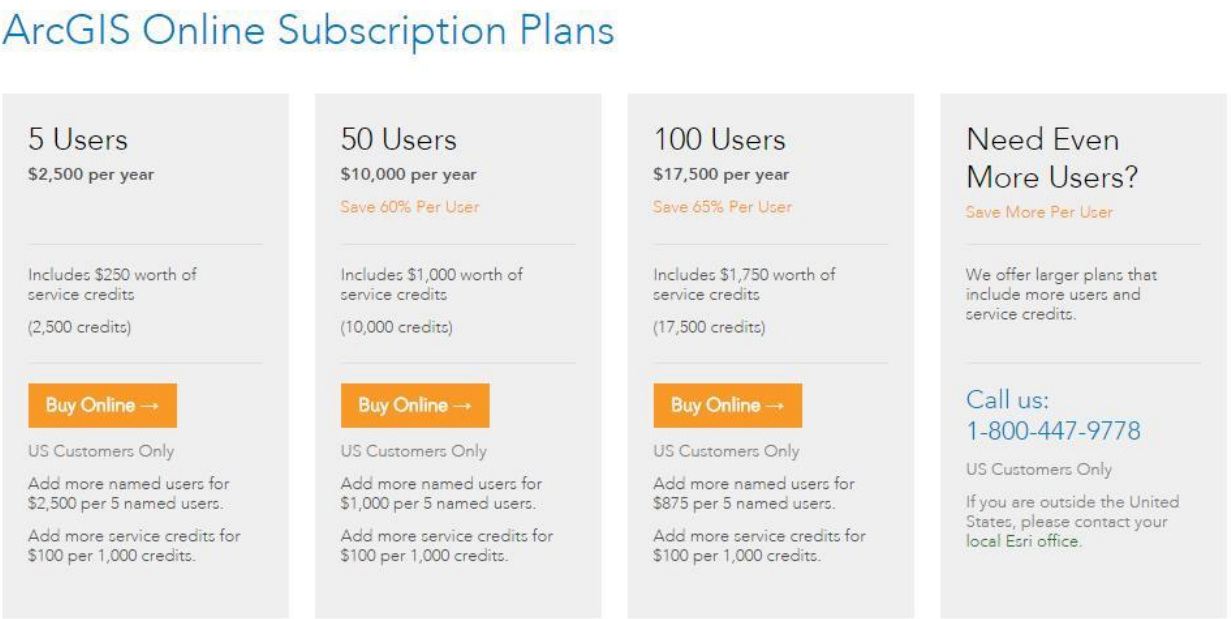 ArcGIS Online Subscription Plans
5 Users
$2,500 per year
Includes $250 worth of
service credits
(2,500 credits)
Buy Online →
US Customers Only
Add more named users for
$2,500 per 5 named users.
Add more service credits for
$100 per 1,000 credits.
50 Users
$10,000 per year
Save 60% Per User
Includes $1,000 worth of
service credits
(10,000 credits)
Buy Online →
US Customers Only
Add more named users for
$1,000 per 5 named users.
Add more service credits for
$100 per 1,000 credits.
100 Users
$17,500 per year
Save 65% Per User
Includes $1,750 worth of
service credits
(17,500 credits)
Buy Online →
US Customers Only
Add more named users for
$875 per 5 named users.
Add more service credits for
$100 per 1,000 credits.
Need Even
More Users?
Save More Per User
We offer larger plans that
include more users and
service credits.
Call us:
1-800-447-9778
US Customers Only
If you are outside the United
States, please contact your
local Esri office.